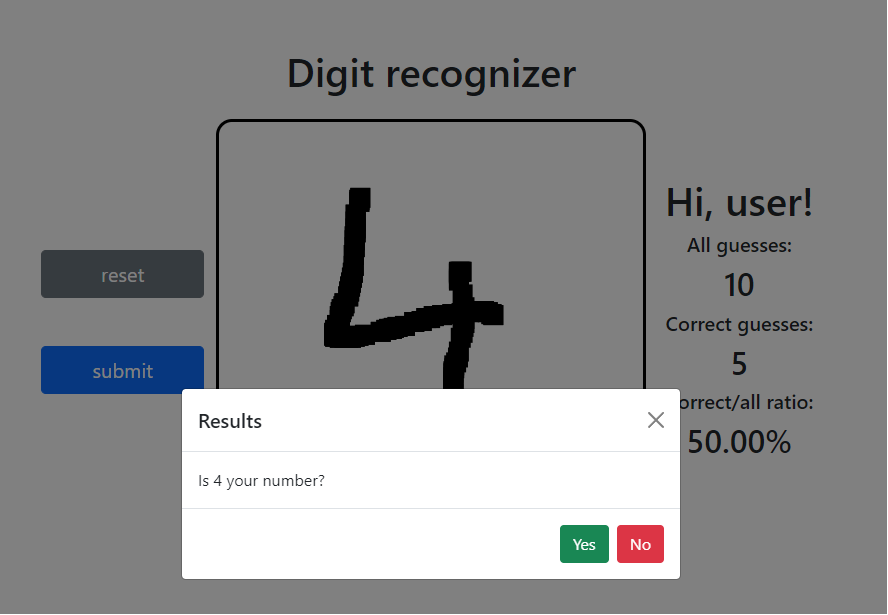 Digit recognizer
4
reset
submit
Hi, user!
All guesses:
10
Correct guesses:
5
orrect/all ratio:
50.00%
Results
Is 4 your number?
Yes
No